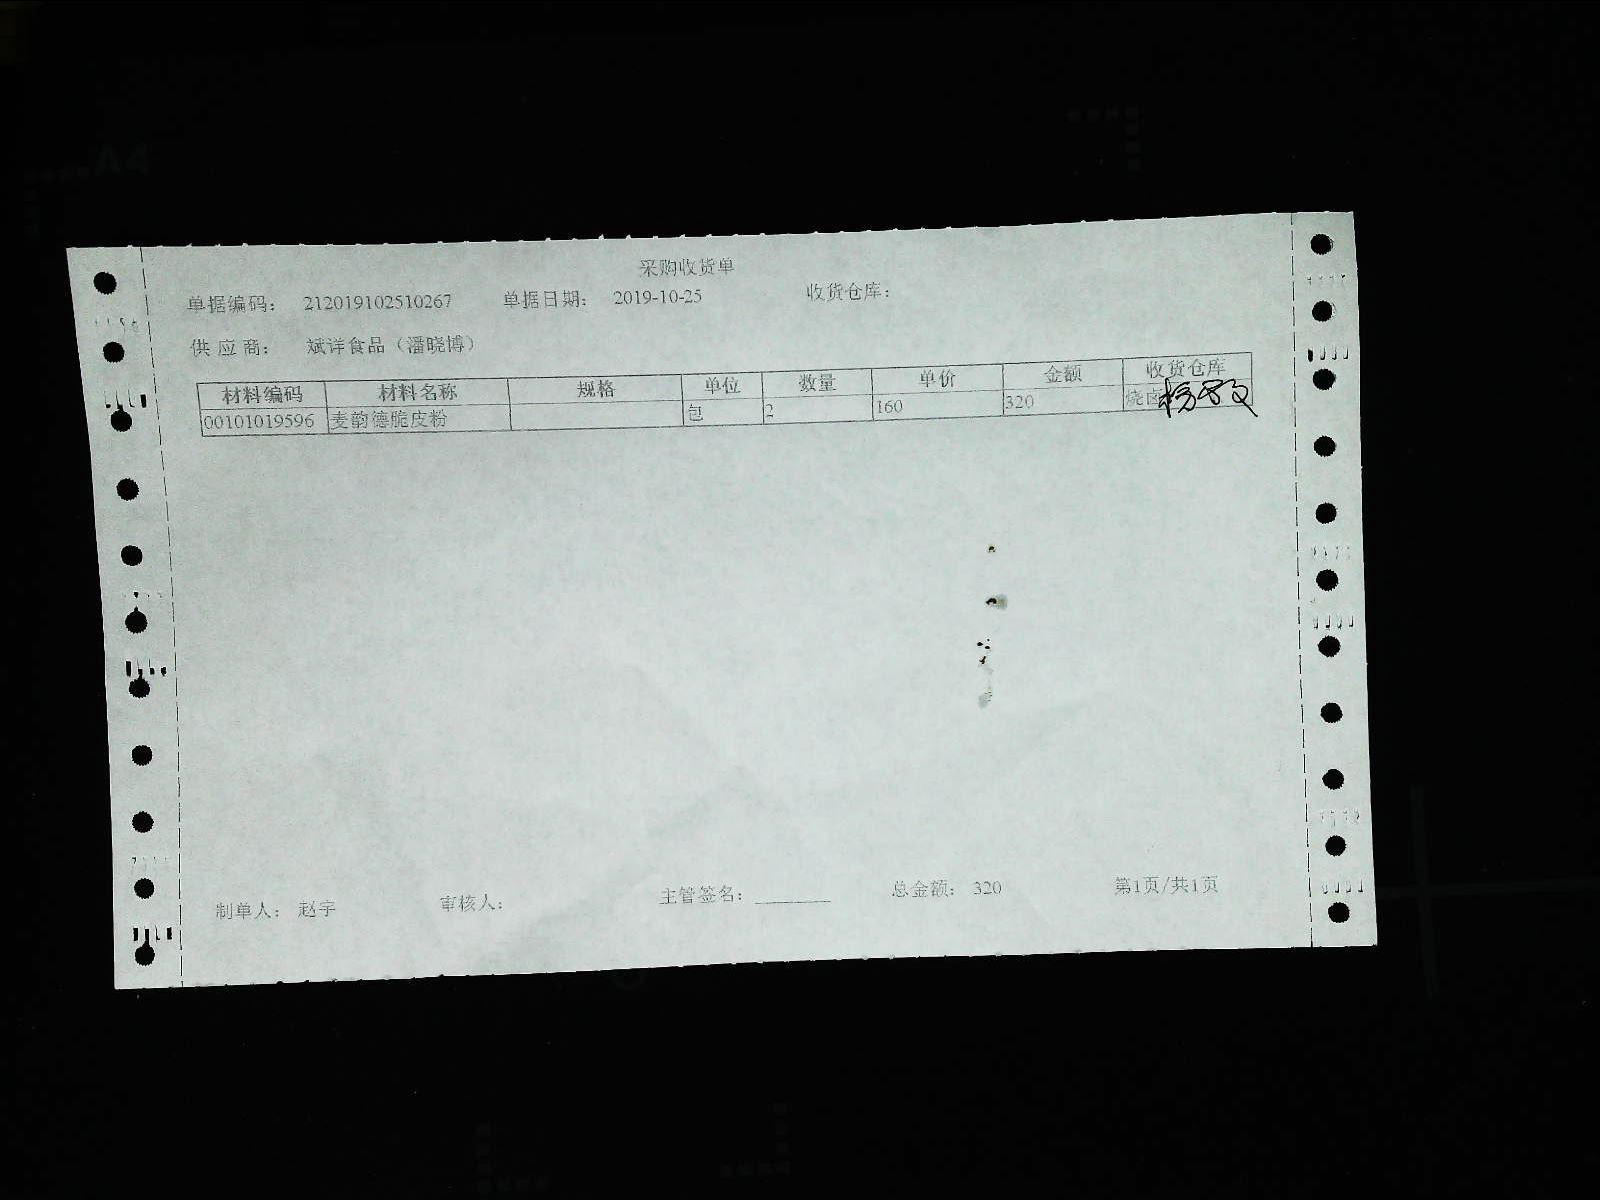 采购收货单
单据编码： 212019102510267 单据日期： 2019-10-25 收货仓库：
供 应 商： 斌详食品（潘晓博）
材料编码 材料名称 规格 单位 数量 单价 金额 收货仓库
00101019596 麦韵德脆皮粉 包 2 160 320 烧
制单人： 赵宇 审核人： 主管签名： 总金额： 320 第1页/共1页